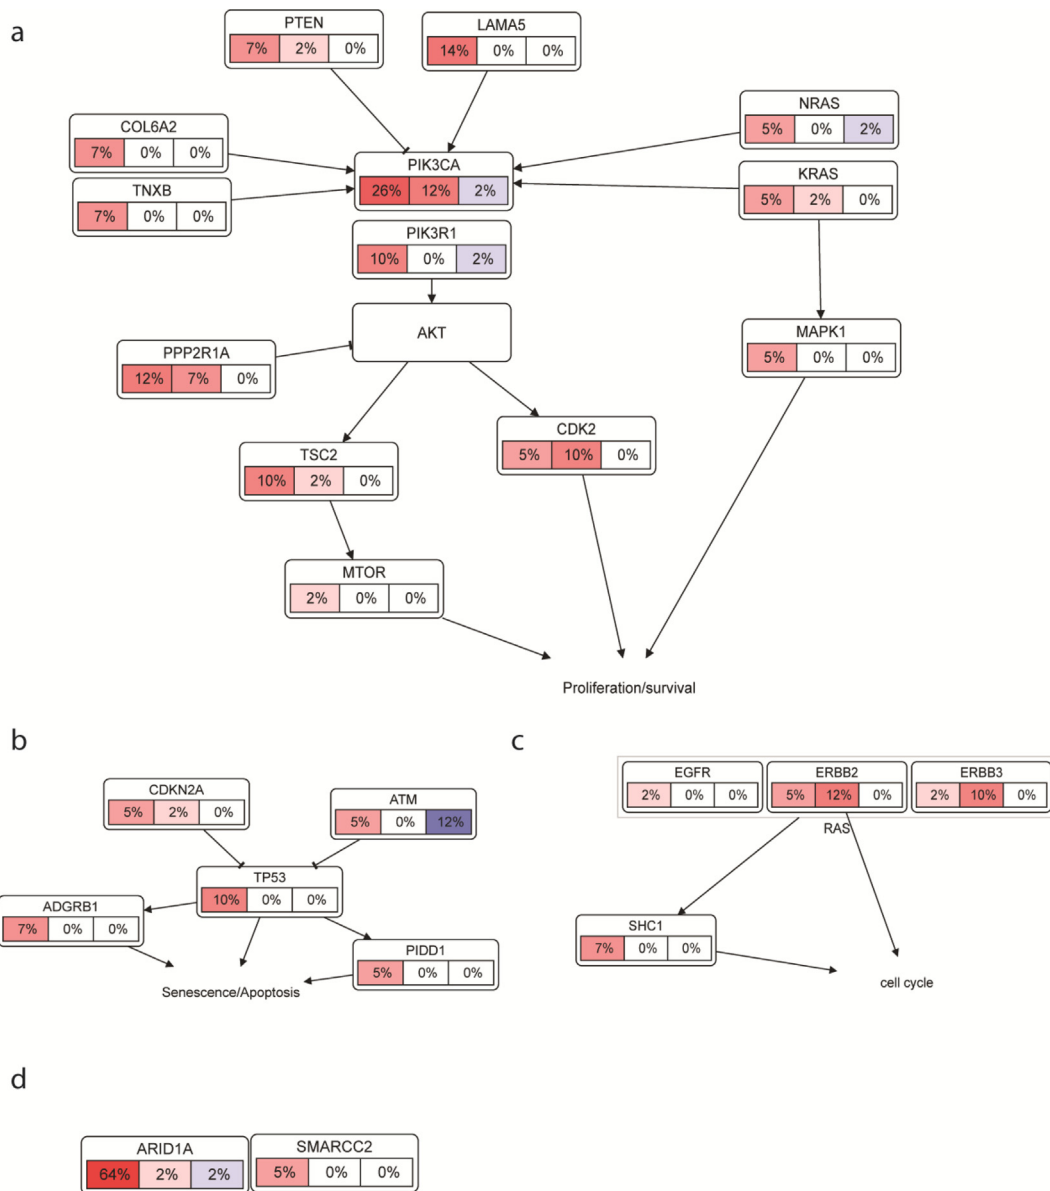 a
PTEN
7% 2% 0%
LAMA5
14% 0% 0%
NRAS
5% 0% 2%
COL6A2
7% 0% 0%
PIK3CA
26% 12% 2%
KRAS
5% 2% 0%
TNXB
7% 0% 0%
PIK3R1
10% 0% 2%
AKT
MAPK1
5% 0% 0%
PPP2R1A
12% 7% 0%
CDK2
5% 10% 0%
TSC2
10% 2% 0%
MTOR
2% 0% 0%
Proliferation/survival
b
CDKN2A
5% 2% 0%
ATM
5% 0% 12%
TP53
10% 0% 0%
ADGRB1
7% 0% 0%
PIDD1
5% 0% 0%
Senescence/Apoptosis
c
EGFR
2% 0% 0%
ERBB2
5% 12% 0%
ERBB3
2% 10% 0%
RAS
SHC1
7% 0% 0%
cell cycle
d
ARID1A
64% 2% 2%
SMARCC2
5% 0% 0%